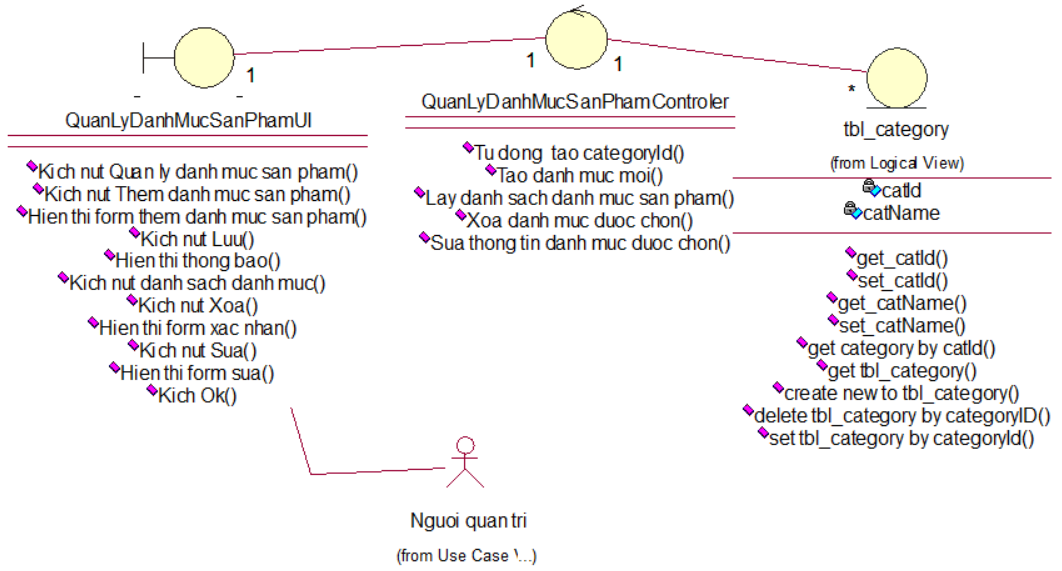 1
1
1
*
QuanLyDanhMucSanPhamUI
Kich nut Quan ly danh muc san pham()
Kich nut Them danh muc san pham()
Hien thi form them danh muc san pham()
Kich nut Luu()
Hien thi thong bao()
Kich nut danh sach danh muc()
Kich nut Xoa()
Hien thi form xac nhan()
Kich nut Sua()
Hien thi form sua()
Kich Ok()
QuanLyDanhMucSanPhamControler
Tu dong tao categoryId()
Tao danh muc moi()
Lay danh sach danh muc san pham()
Xoa danh muc duoc chon()
Sua thong tin danh muc duoc chon()
tbl_category
(from Logical View)
catId
catName
get_catId()
set_catId()
get_catName()
set_catName()
get category by catId()
get tbl_category()
create new to tbl_category()
delete tbl_category by categoryID()
set tbl_category by categoryId()
Nguoi quan tri
(from Use Case \...)